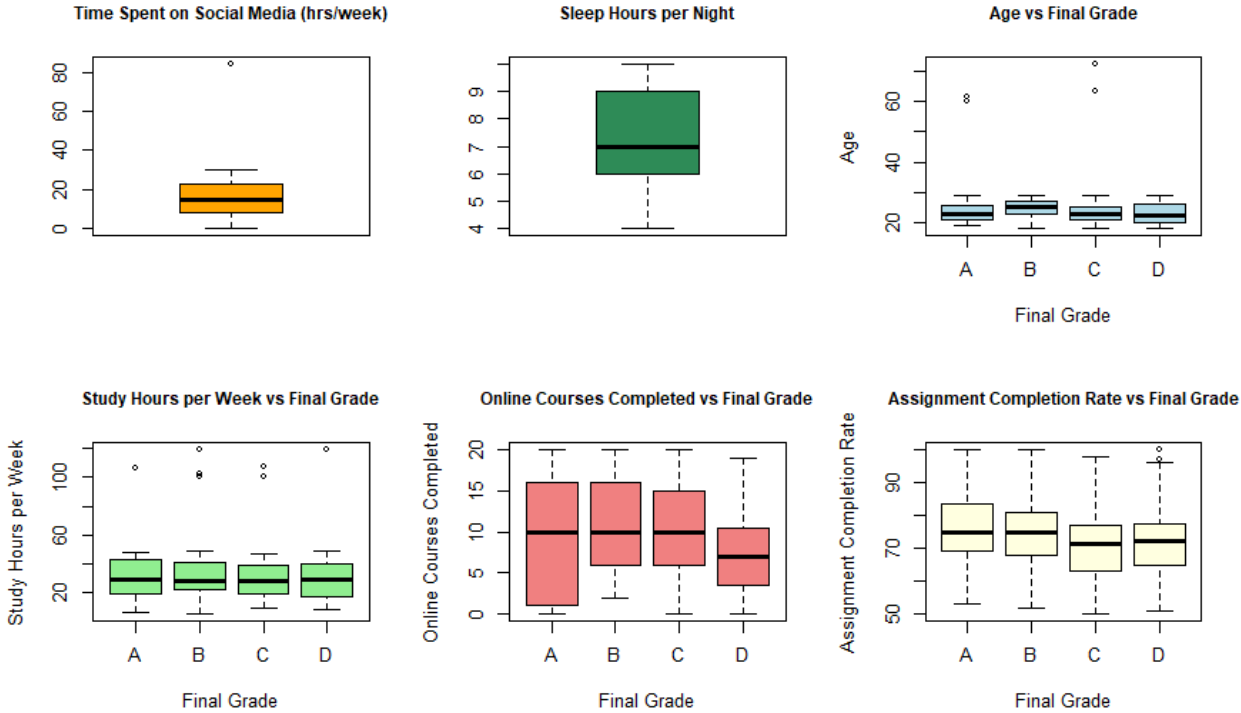 Time Spent on Social Media (hrs/week)
80
60
40
20
0
Sleep Hours per Night
9
8
7
6
5
4
Age vs Final Grade
Age
60
40
20
A B C D
Final Grade
Study Hours per Week vs Final Grade
Study Hours per Week
100
60
20
A B C D
Final Grade
Online Courses Completed vs Final Grade
Online Courses Completed
20
15
10
5
0
A B C D
Final Grade
Assignment Completion Rate vs Final Grade
Assignment Completion Rate
90
70
50
A B C D
Final Grade